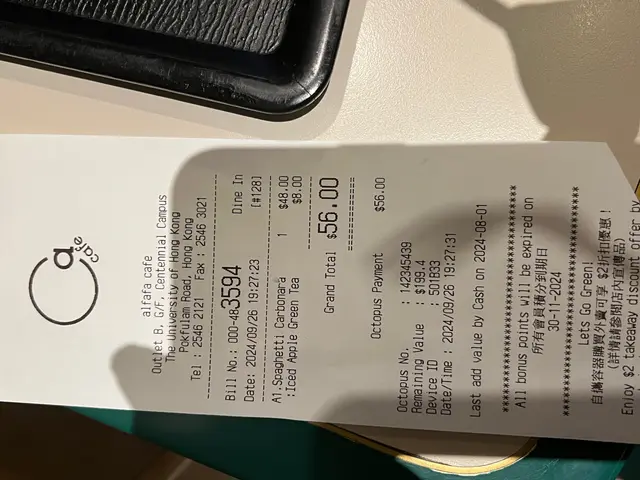 a
cafe
alfafa cafe
Outlet B, G/F, Centennial Campus
The University of Hong Kong
Pokfulam Road, Hong Kong
Tel : 2546 2121 Fax : 2546 3021
Bill No.: 000-483594 Dine In
Date: 2024/09/26 19:27:23 [#128]
A1.Spaghetti Carbonara 1 $48.00
:Iced Apple Green Tea $8.00
Grand Total $56.00
Octopus Payment $56.00
Octopus No. : 142345439
Remaining Value : $199.4
Device ID : 501833
Date/Time : 2024/09/26 19:27:31
Last add value by Cash on 2024-08-01
All bonus points will be expired on
所有會員積分到期日
30-11-2024
Lets Go Green!
自攜容器購買外賣可享 $2折扣優惠！
(詳情請參閱店內宣傳品)
Enjoy $2 takeaway discount offer by